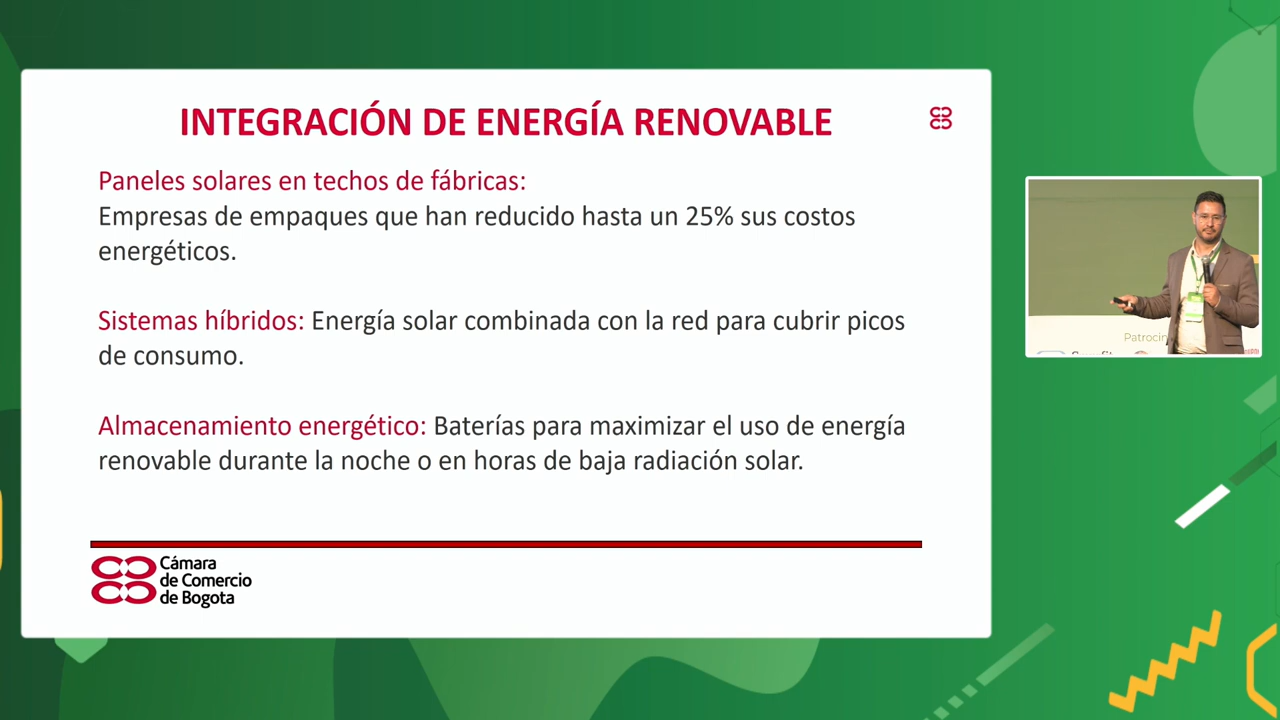 INTEGRACIÓN DE ENERGÍA RENOVABLE
Paneles solares en techos de fábricas:
Empresas de empaques que han reducido hasta un 25% sus costos
energéticos.
Sistemas híbridos: Energía solar combinada con la red para cubrir picos
de consumo.
Almacenamiento energético: Baterías para maximizar el uso de energía
renovable durante la noche o en horas de baja radiación solar.
Cámara
de Comercio
de Bogota
Patrocin